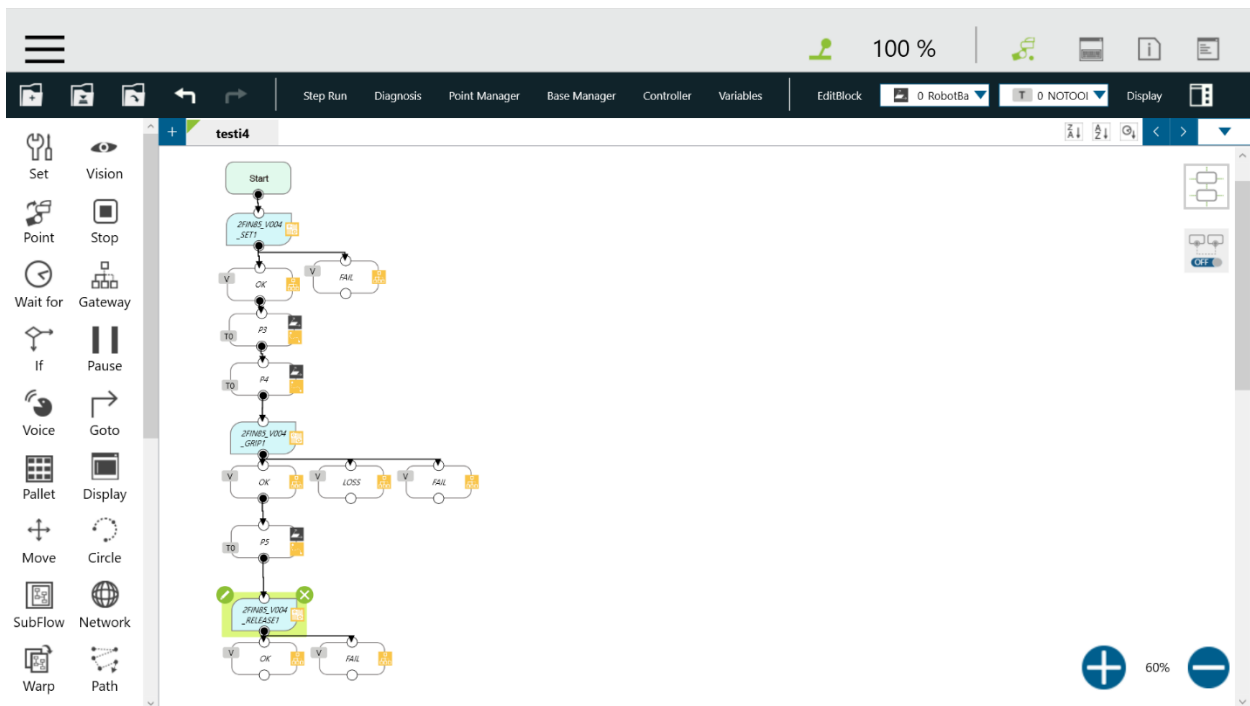 100 %
Step Run
Diagnosis
Point Manager
Base Manager
Controller
Variables
EditBlock
0 RobotBa
T 0 NOTOOI
Display
+ testi4
Set
Vision
Point
Stop
Wait for
Gateway
If
Pause
Voice
Goto
Pallet
Display
Move
Circle
SubFlow
Network
Warp
Path
Start
2FIN85_V004
_SET1
V OK
V FAIL
T0 P3
T0 P4
2FIN85_V004
_GRIP1
V OK
V LOSS
V FAIL
T0 P5
2FIN85_V004
_RELEASE1
V OK
V FAIL
OFF
60%